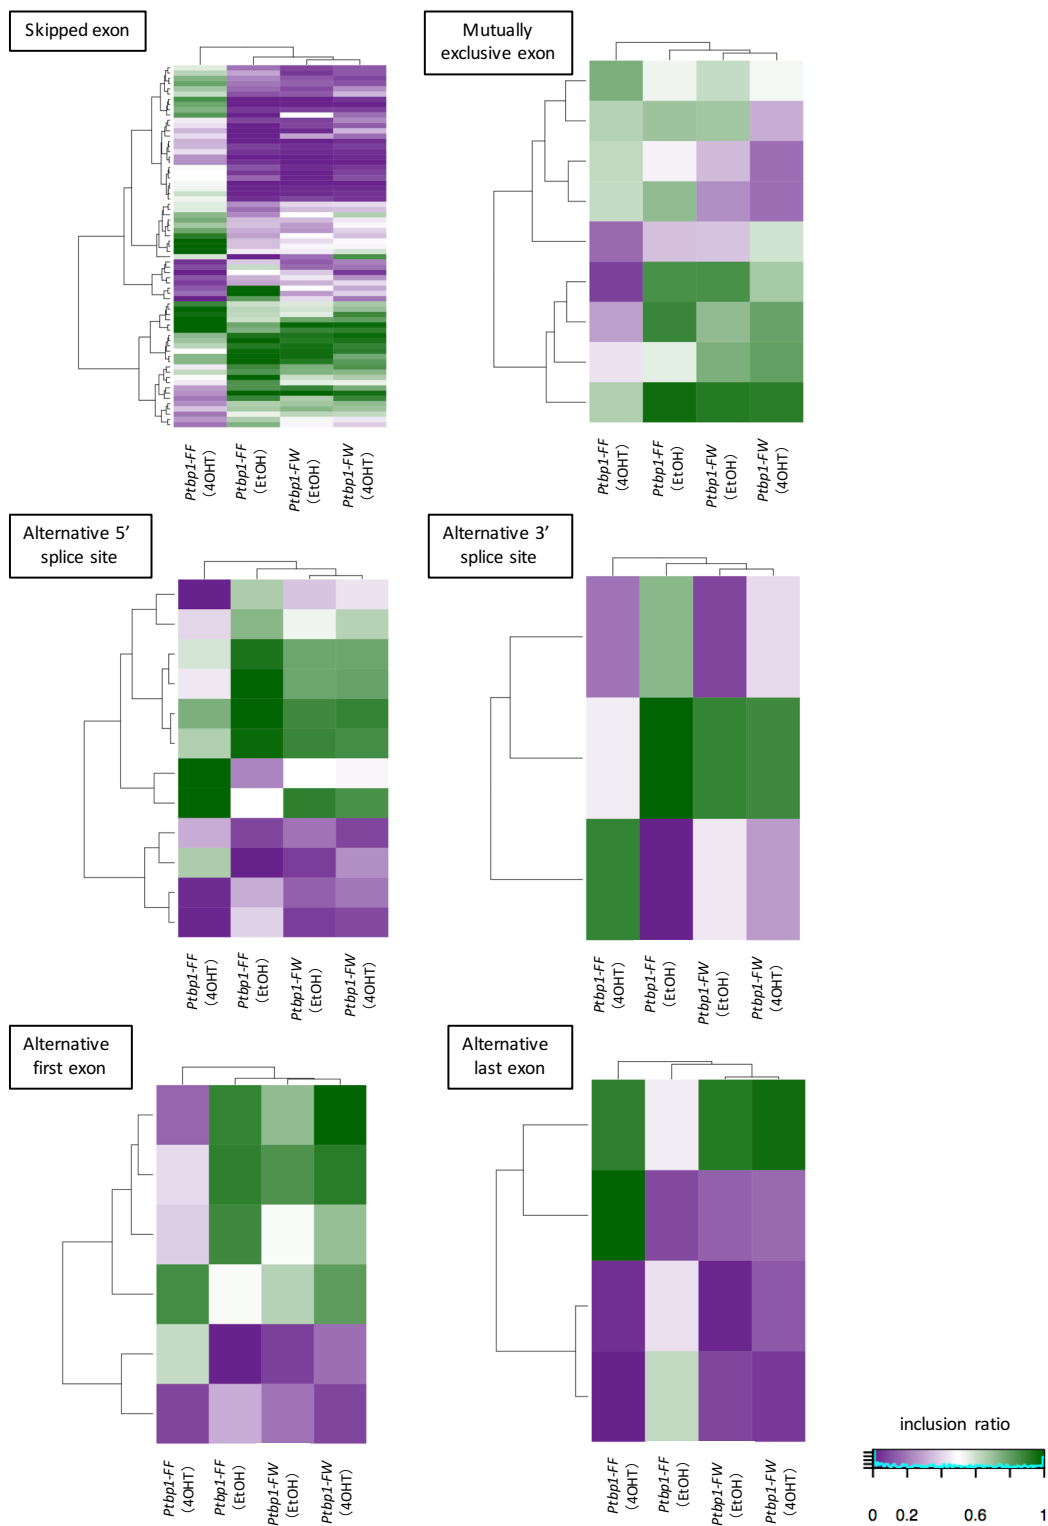 Skipped exon
Mutually
exclusive exon
Ptbp1-FF
(4OHT)
Ptbp1-FF
(EtOH)
Ptbp1-FW
(EtOH)
Ptbp1-FW
(4OHT)
Ptbp1-FF
(4OHT)
Ptbp1-FF
(EtOH)
Ptbp1-FW
(EtOH)
Ptbp1-FW
(4OHT)
Alternative 5’
splice site
Alternative 3’
splice site
Ptbp1-FF
(4OHT)
Ptbp1-FF
(EtOH)
Ptbp1-FW
(EtOH)
Ptbp1-FW
(4OHT)
Ptbp1-FF
(4OHT)
Ptbp1-FF
(EtOH)
Ptbp1-FW
(EtOH)
Ptbp1-FW
(4OHT)
Alternative
first exon
Alternative
last exon
Ptbp1-FF
(4OHT)
Ptbp1-FF
(EtOH)
Ptbp1-FW
(EtOH)
Ptbp1-FW
(4OHT)
Ptbp1-FF
(4OHT)
Ptbp1-FF
(EtOH)
Ptbp1-FW
(EtOH)
Ptbp1-FW
(4OHT)
inclusion ratio
0 0.2 0.6 1